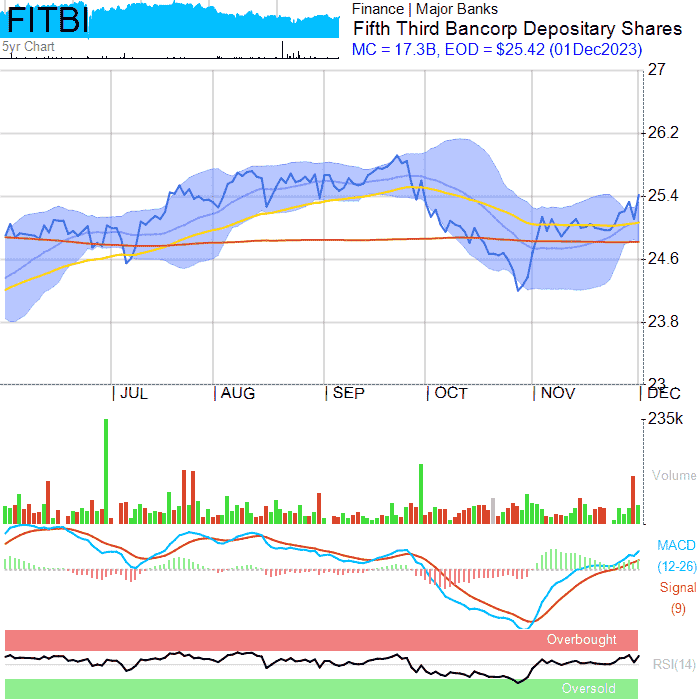 FITBI
5yr Chart
Finance | Major Banks
Fifth Third Bancorp Depositary Shares
MC = 17.3B, EOD = $25.42 (01Dec2023)
27
26.2
25.4
24.6
23.8
23
JUL
AUG
SEP
OCT
NOV
DEC
235k
Volume
MACD
(12-26)
Signal
(9)
Overbought
RSI(14)
Oversold